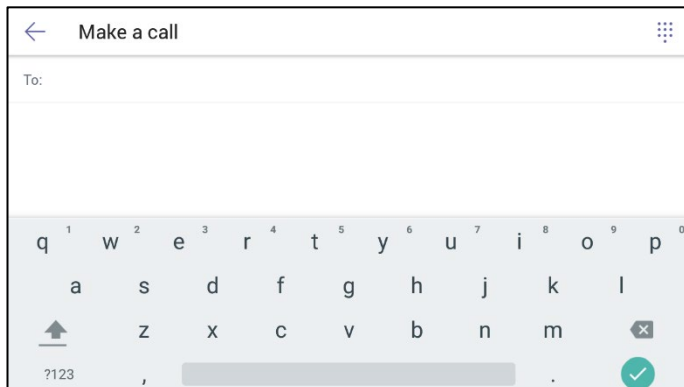 Make a call
To:
q 1 w 2 e 3 r 4 t 5 y 6 u 7 i 8 o 9 p 0
a s d f g h j k l
z x c v b n m
?123 , .